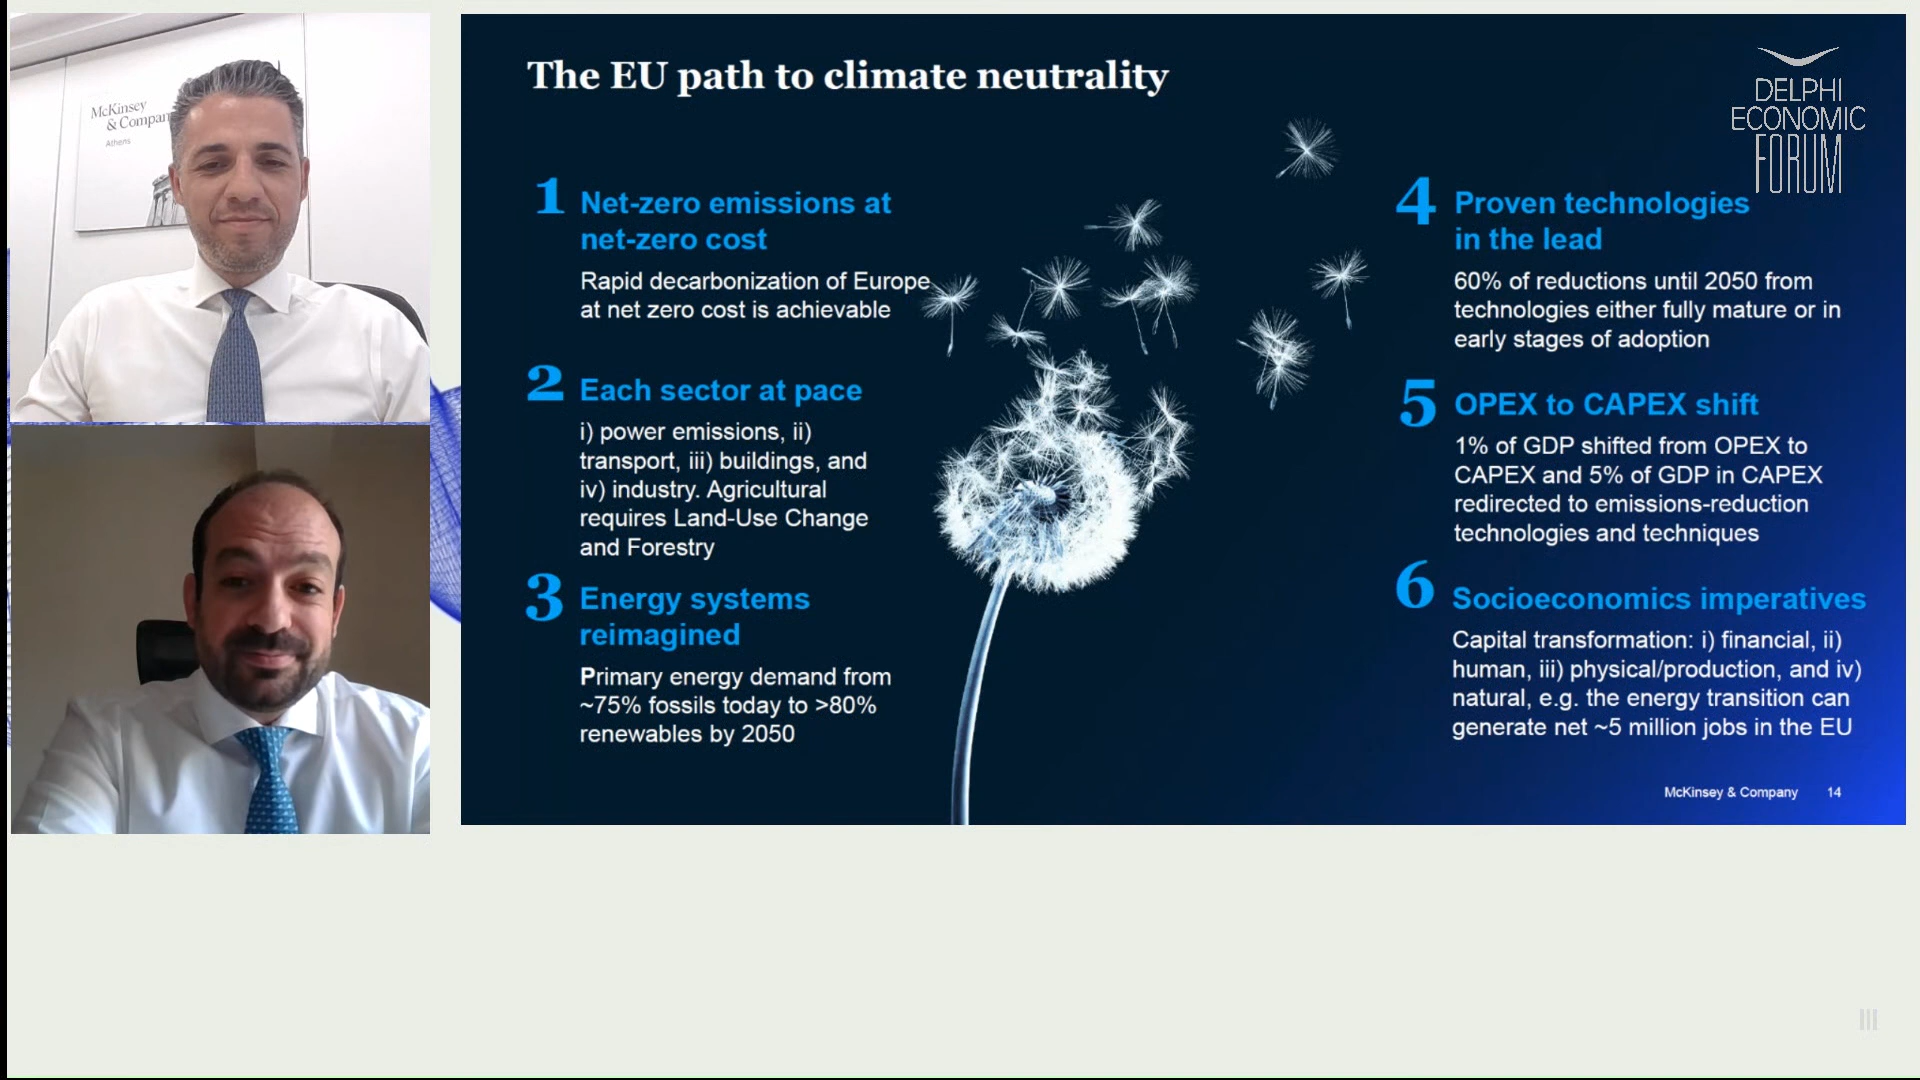 McKinsey
& Compan
Athens
The EU path to climate neutrality
DELPHI
ECONOMIC
FORUM
1
Net-zero emissions at
net-zero cost
Rapid decarbonization of Europe
at net zero cost is achievable
2
Each sector at pace
i) power emissions, ii)
transport, iii) buildings, and
iv) industry. Agricultural
requires Land-Use Change
and Forestry
3
Energy systems
reimagined
Primary energy demand from
~75% fossils today to >80%
renewables by 2050
4
Proven technologies
in the lead
60% of reductions until 2050 from
technologies either fully mature or in
early stages of adoption
5
OPEX to CAPEX shift
1% of GDP shifted from OPEX to
CAPEX and 5% of GDP in CAPEX
redirected to emissions-reduction
technologies and techniques
6
Socioeconomics imperatives
Capital transformation: i) financial, ii)
human, iii) physical/production, and iv)
natural, e.g. the energy transition can
generate net ~5 million jobs in the EU
McKinsey & Company 14